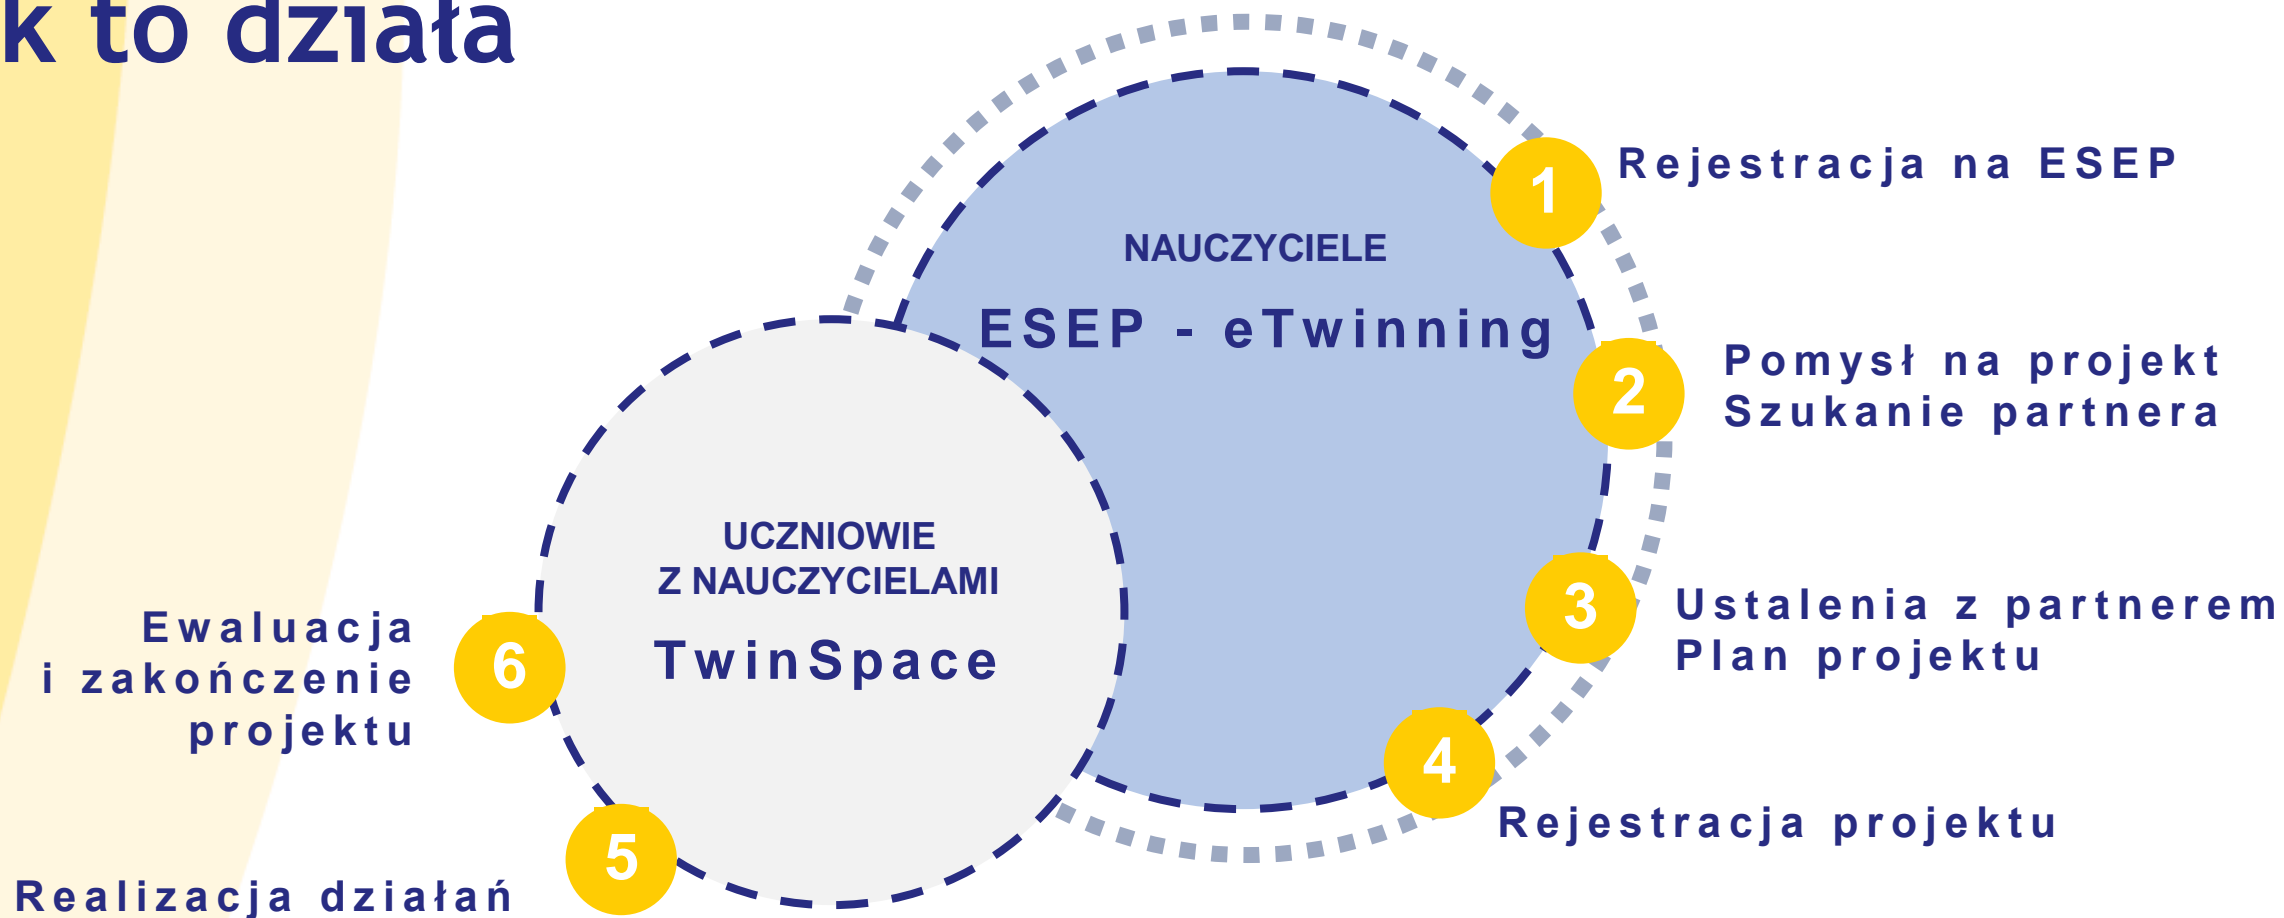 k to działa
1
Rejestracja na ESEP
NAUCZYCIELE
ESEP - eTwinning
2
Pomysł na projekt
Szukanie partnera
UCZNIOWIE
Z NAUCZYCIELAMI
TwinSpace
3
Ustalenia z partnerem
Plan projektu
4
Rejestracja projektu
5
Realizacja działań
6
Ewaluacja
i zakończenie
projektu